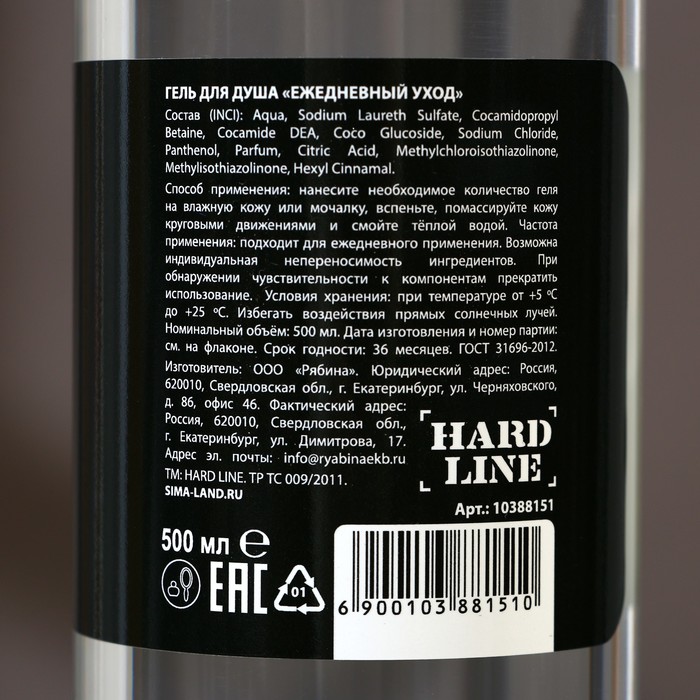 ГЕЛЬ ДЛЯ ДУША «ЕЖЕДНЕВНЫЙ УХОД»
Состав (INCI): Aqua, Sodium Laureth Sulfate, Cocamidopropyl
Betaine, Cocamide DEA, Coco Glucoside, Sodium Chloride,
Panthenol, Parfum, Citric Acid, Methylchloroisothiazolinone,
Methylisothiazolinone, Hexyl Cinnamal.
Способ применения: нанесите необходимое количество геля
на влажную кожу или мочалку, вспеньте, помассируйте кожу
круговыми движениями и смойте тёплой водой. Частота
применения: подходит для ежедневного применения. Возможна
индивидуальная непереносимость ингредиентов. При
обнаружении чувствительности к компонентам прекратить
использование. Условия хранения: при температуре от +5 ºC
до +25 ºC. Избегать воздействия прямых солнечных лучей.
Номинальный объём: 500 мл. Дата изготовления и номер партии:
см. на флаконе. Срок годности: 36 месяцев. ГОСТ 31696-2012.
Изготовитель: ООО «Рябина». Юридический адрес: Россия,
620010, Свердловская обл., г. Екатеринбург, ул. Черняховского,
д. 86, офис 46. Фактический адрес:
Россия, 620010, Свердловская обл.,
г. Екатеринбург, ул. Димитрова, 17.
Адрес эл. почты: info@ryabinaekb.ru
ТМ: HARD LINE. ТР ТС 009/2011.
SIMA-LAND.RU
HARD
LINE
Арт.: 10388151
500 мл ℮
EAC 01
6 900103 881510